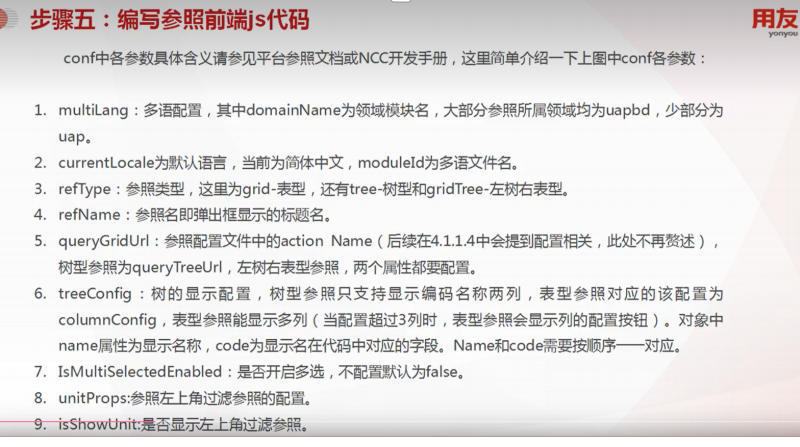 步骤五：编写参照前端js代码
用友
yonyou
conf中各参数具体含义请参见平台参照文档或NCC开发手册，这里简单介绍一下上图中conf各参数：
1. multiLang：多语配置，其中domainName为领域模块名，大部分参照所属领域均为uapbd，少部分为
uap。
2. currentLocale为默认语言，当前为简体中文，moduleId为多语文件名。
3. refType：参照类型，这里为grid-表型，还有tree-树型和gridTree-左树右表型。
4. refName：参照名即弹出框显示的标题名。
5. queryGridUrl：参照配置文件中的action Name（后续在4.1.1.4中会提到配置相关，此处不再赘述），
树型参照为queryTreeUrl，左树右表型参照，两个属性都要配置。
6. treeConfig：树的显示配置，树型参照只支持显示编码名称两列，表型参照对应的该配置为
columnConfig，表型参照能显示多列（当配置超过3列时，表型参照会显示列的配置按钮）。对象中
name属性为显示名称，code为显示名在代码中对应的字段。Name和code需要按顺序一一对应。
7. IsMultiSelectedEnabled：是否开启多选，不配置默认为false。
8. unitProps:参照左上角过滤参照的配置。
9. isShowUnit:是否显示左上角过滤参照。